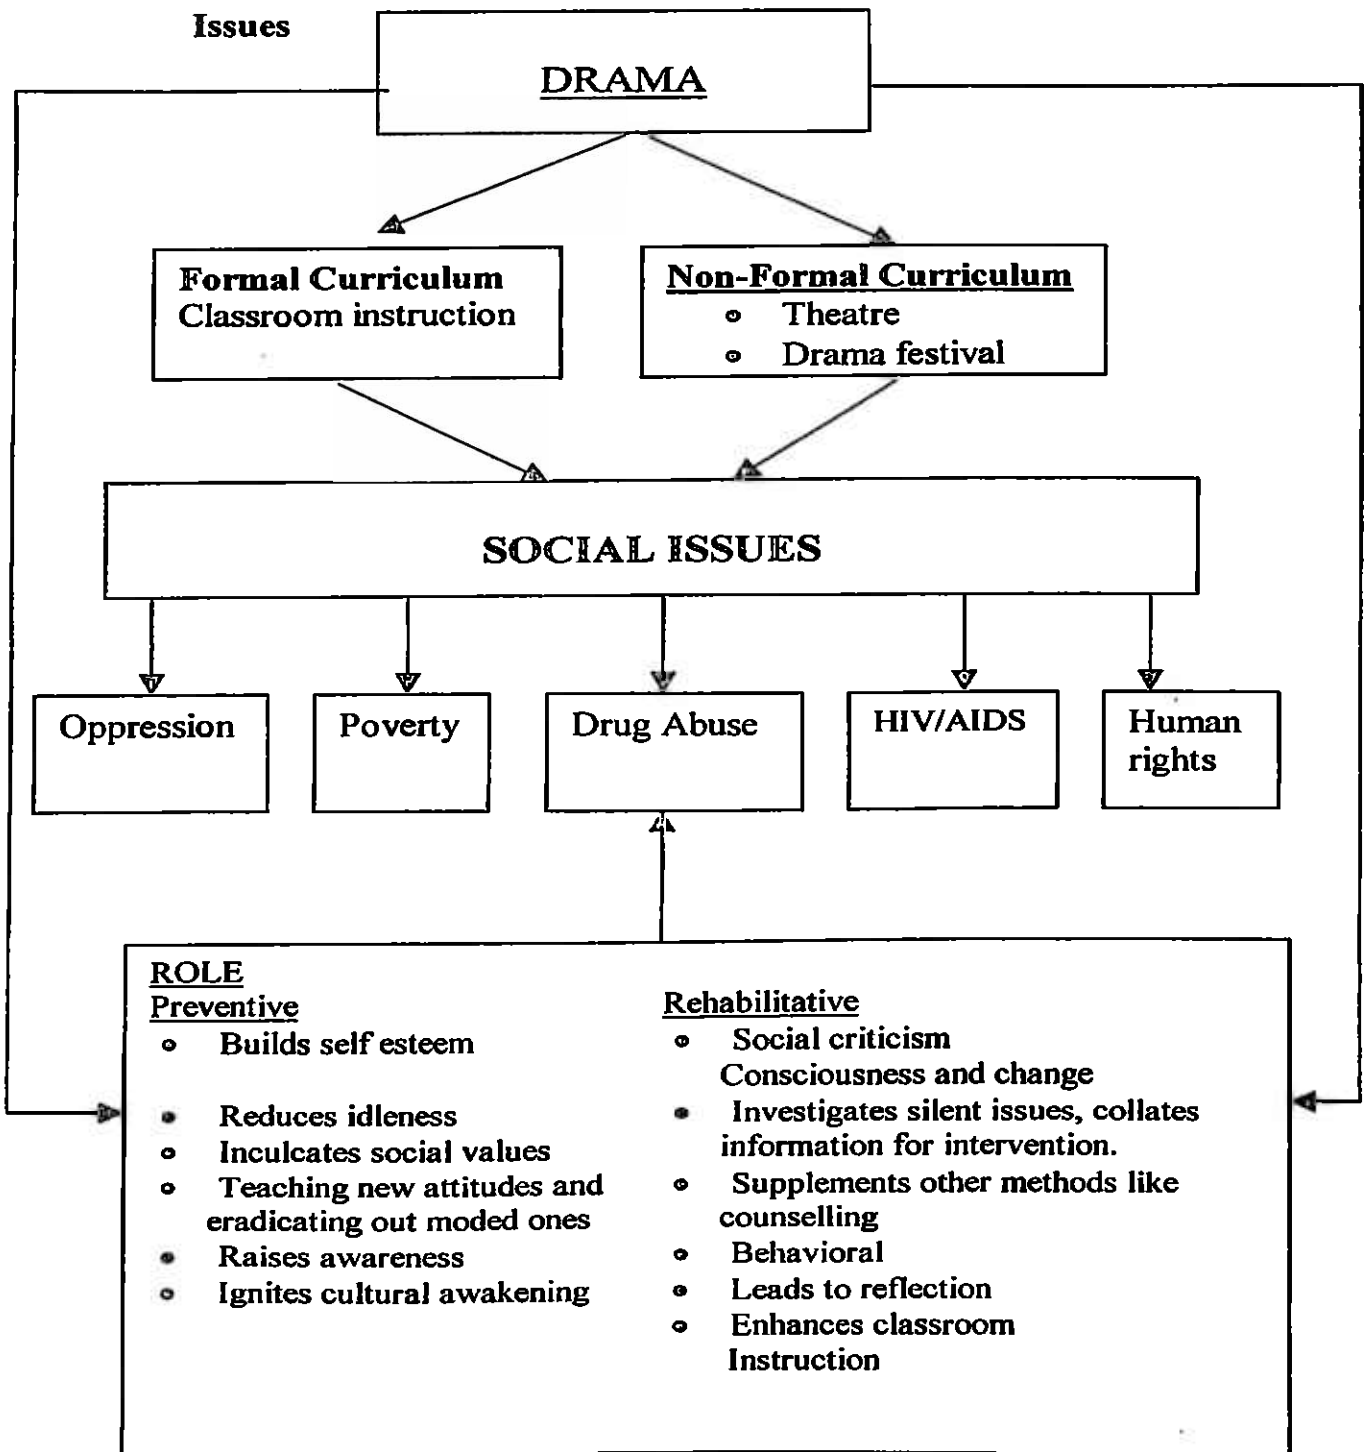 Issues
DRAMA
Formal Curriculum
Classroom instruction
Non-Formal Curriculum
• Theatre
• Drama festival
SOCIAL ISSUES
Oppression
Poverty
Drug Abuse
HIV/AIDS
Human
rights
ROLE
Preventive
• Builds self esteem
• Reduces idleness
• Inculcates social values
• Teaching new attitudes and
eradicating out moded ones
• Raises awareness
• Ignites cultural awakening
Rehabilitative
• Social criticism
Consciousness and change
• Investigates silent issues, collates
information for intervention.
• Supplements other methods like
counselling
• Behavioral
• Leads to reflection
• Enhances classroom
Instruction